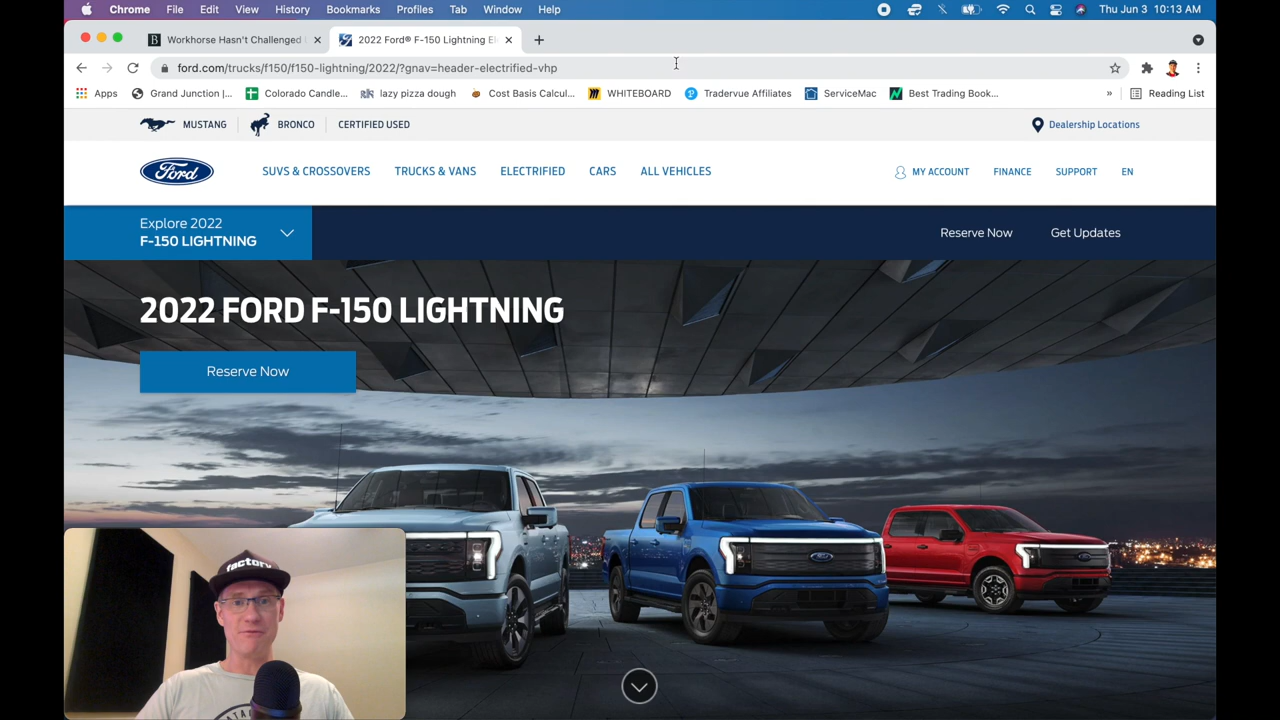 Chrome File Edit View History Bookmarks Profiles Tab Window Help Thu Jun 3 10:13 AM
Workhorse Hasn't Challenged
2022 Ford® F-150 Lightning El
ford.com/trucks/f150/f150-lightning/2022/?gnav=header-electrified-vhp
Apps Grand Junction |... Colorado Candle... lazy pizza dough Cost Basis Calcul... WHITEBOARD Tradervue Affiliates ServiceMac Best Trading Book... » Reading List
MUSTANG BRONCO CERTIFIED USED Dealership Locations
Ford SUVS & CROSSOVERS TRUCKS & VANS ELECTRIFIED CARS ALL VEHICLES MY ACCOUNT FINANCE SUPPORT EN
Explore 2022
F-150 LIGHTNING
Reserve Now Get Updates
2022 FORD F-150 LIGHTNING
Reserve Now
factory